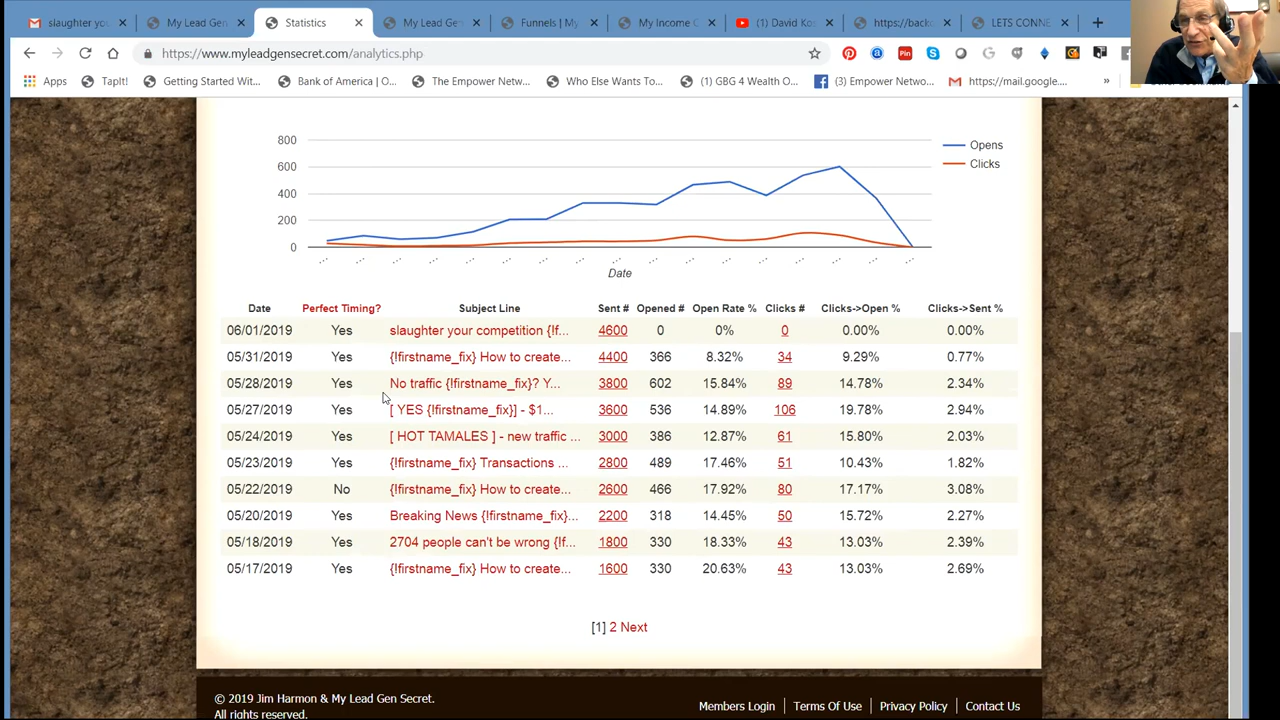 slaughter you
My Lead Gen
Statistics
My Lead Gen
Funnels | My
My Income C
(1) David Kos
https://backo
LETS CONNE
https://www.myleadgensecret.com/analytics.php
Apps
TapIt!
Getting Started Wit...
Bank of America | O...
The Empower Netw...
Who Else Wants To...
(1) GBG 4 Wealth O...
(3) Empower Netwo...
https://mail.google....
»
800
600
400
200
0
Opens
Clicks
Date
Date Perfect Timing? Subject Line Sent # Opened # Open Rate % Clicks # Clicks->Open % Clicks->Sent %
06/01/2019 Yes slaughter your competition {!f... 4600 0 0% 0 0.00% 0.00%
05/31/2019 Yes {!firstname_fix} How to create... 4400 366 8.32% 34 9.29% 0.77%
05/28/2019 Yes No traffic {!firstname_fix}? Y... 3800 602 15.84% 89 14.78% 2.34%
05/27/2019 Yes [ YES {!firstname_fix}] - $1... 3600 536 14.89% 106 19.78% 2.94%
05/24/2019 Yes [ HOT TAMALES ] - new traffic ... 3000 386 12.87% 61 15.80% 2.03%
05/23/2019 Yes {!firstname_fix} Transactions ... 2800 489 17.46% 51 10.43% 1.82%
05/22/2019 No {!firstname_fix} How to create... 2600 466 17.92% 80 17.17% 3.08%
05/20/2019 Yes Breaking News {!firstname_fix}... 2200 318 14.45% 50 15.72% 2.27%
05/18/2019 Yes 2704 people can't be wrong {!f... 1800 330 18.33% 43 13.03% 2.39%
05/17/2019 Yes {!firstname_fix} How to create... 1600 330 20.63% 43 13.03% 2.69%
[1] 2 Next
© 2019 Jim Harmon & My Lead Gen Secret.
All rights reserved.
Members Login Terms Of Use Privacy Policy Contact Us